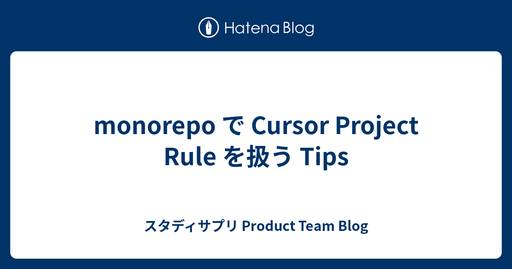 Hatena Blog
monorepo で Cursor Project
Rule を扱う Tips
スタディサプリ Product Team Blog